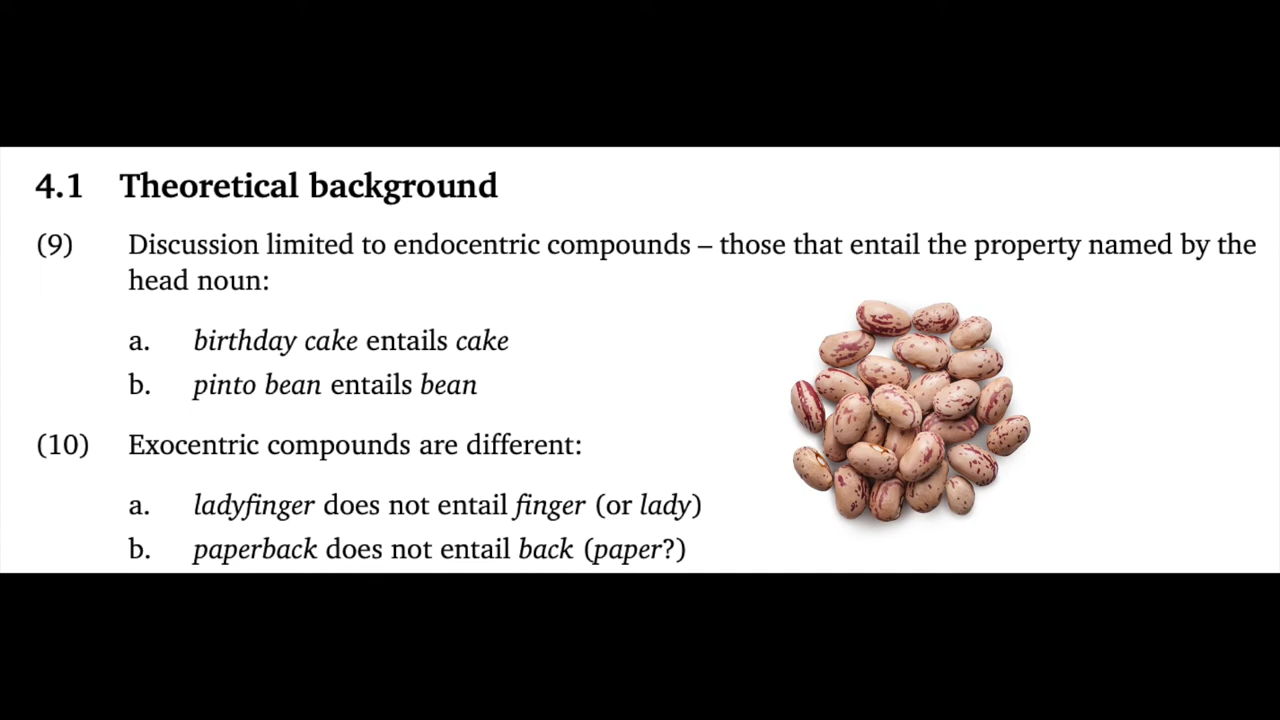 4.1 Theoretical background
(9) Discussion limited to endocentric compounds – those that entail the property named by the
head noun:
a. birthday cake entails cake
b. pinto bean entails bean
(10) Exocentric compounds are different:
a. ladyfinger does not entail finger (or lady)
b. paperback does not entail back (paper?)